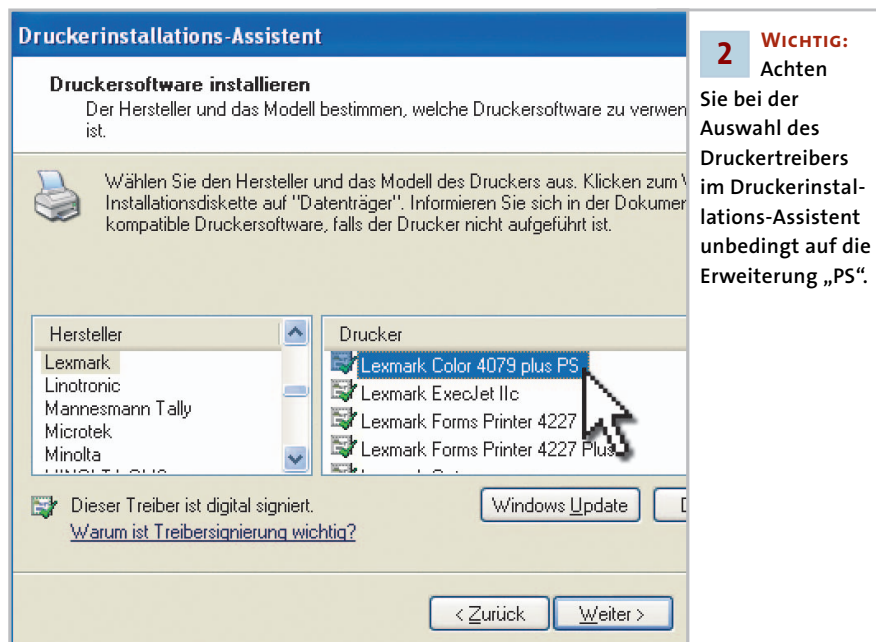 Druckerinstallations-Assistent
Druckersoftware installieren
Der Hersteller und das Modell bestimmen, welche Druckersoftware zu verwen
ist.
Wählen Sie den Hersteller und das Modell des Druckers aus. Klicken zum
Installationsdiskette auf "Datenträger". Informieren Sie sich in der Dokumen
kompatible Druckersoftware, falls der Drucker nicht aufgeführt ist.
Hersteller
Lexmark
Linotronic
Mannesmann Tally
Microtek
Minolta
Drucker
Lexmark Color 4079 plus PS
Lexmark ExecJet IIc
Lexmark Forms Printer 4227
Lexmark Forms Printer 4227 Plus
Dieser Treiber ist digital signiert.
Warum ist Treibersignierung wichtig?
Windows Update
< Zurück
Weiter >
2
WICHTIG:
Achten
Sie bei der
Auswahl des
Druckertreibers
im Druckerinstal-
lations-Assistent
unbedingt auf die
Erweiterung „PS“.